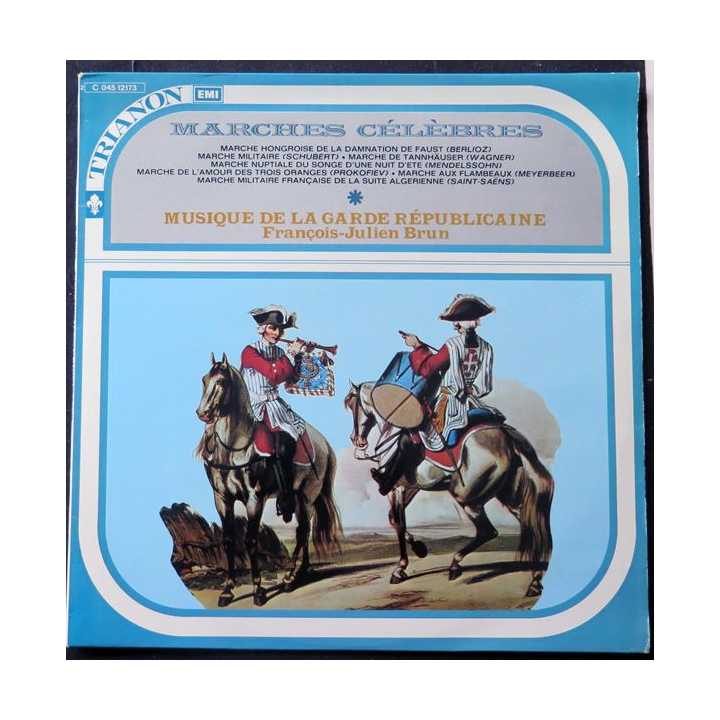 2 C 045 12173
TRIANON
EMI
MARCHES CÉLÈBRES
MARCHE HONGROISE DE LA DAMNATION DE FAUST (BERLIOZ)
MARCHE MILITAIRE (SCHUBERT) • MARCHE DE TANNHÄUSER (WAGNER)
MARCHE NUPTIALE DU SONGE D'UNE NUIT D'ETE (MENDELSSOHN)
MARCHE DE L'AMOUR DES TROIS ORANGES (PROKOFIEV) • MARCHE AUX FLAMBEAUX (MEYERBEER)
MARCHE MILITAIRE FRANÇAISE DE LA SUITE ALGERIENNE (SAINT-SAËNS)
MUSIQUE DE LA GARDE RÉPUBLICAINE
François-Julien Brun